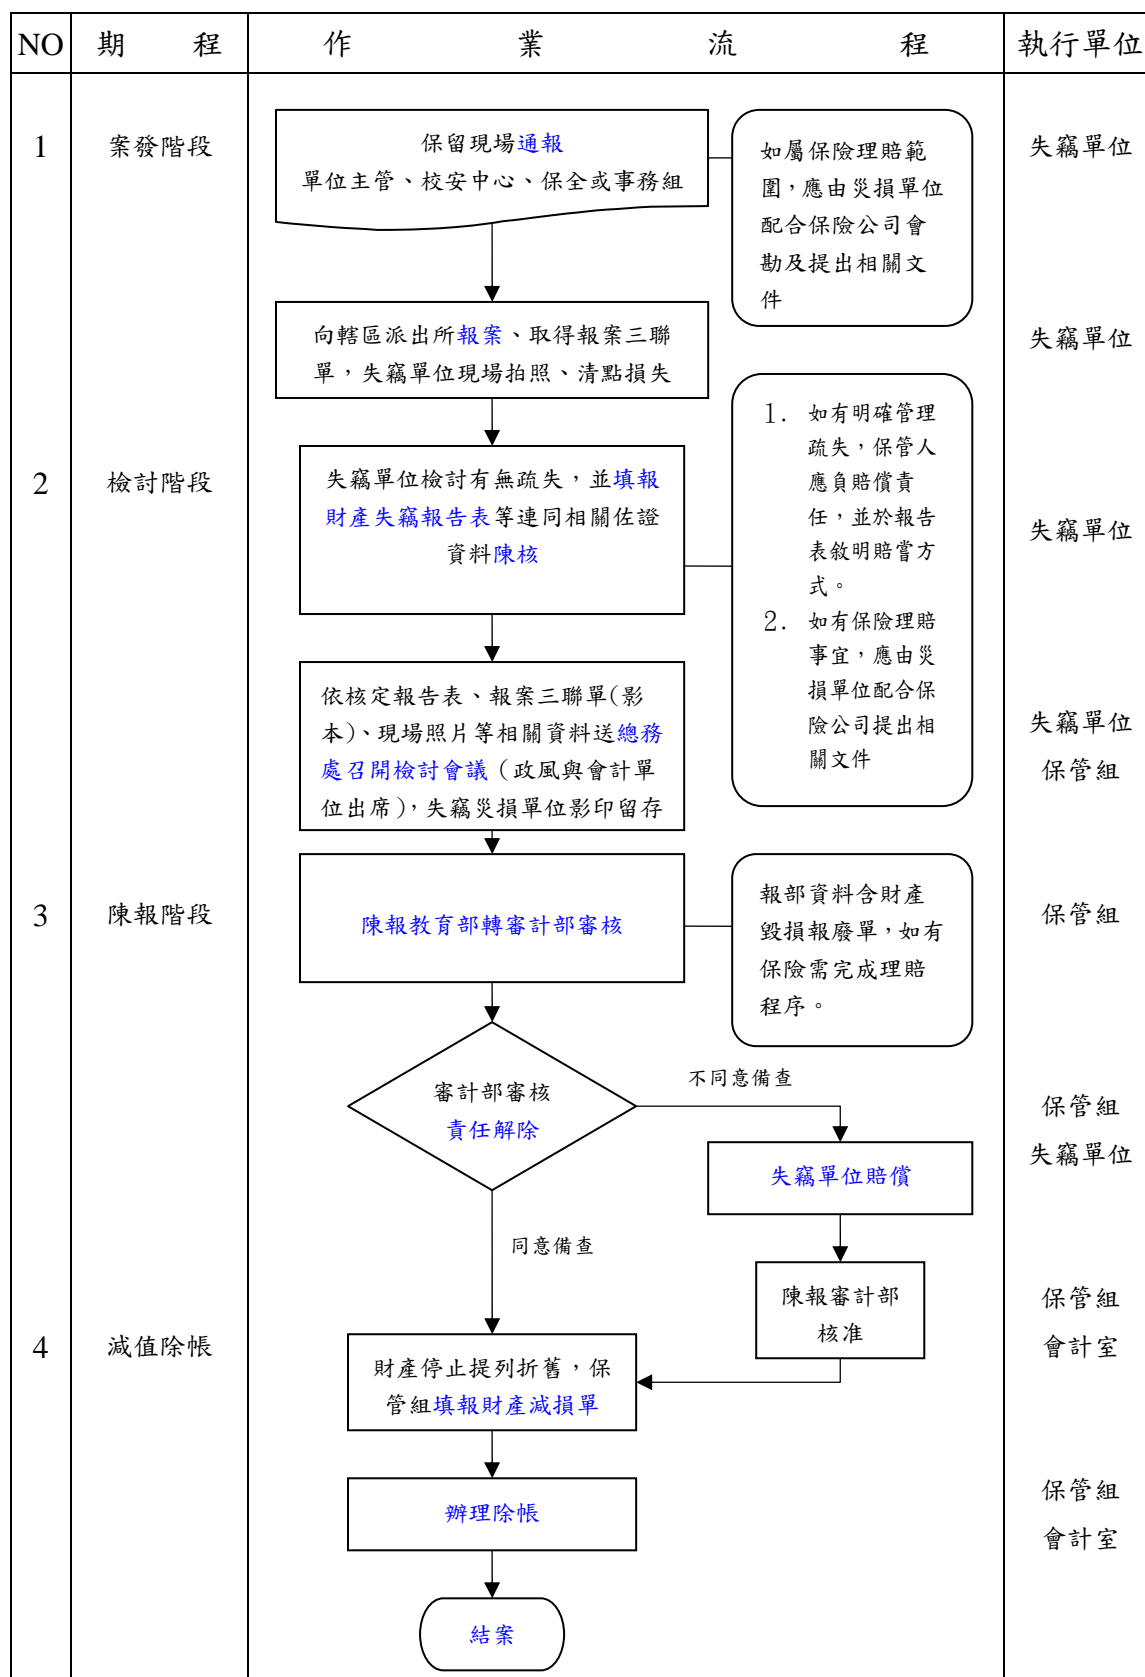 NO 期 程 作 業 流 程 執行單位
1 案發階段
保留現場通報
單位主管、校安中心、保全或事務組
如屬保險理賠範
圍，應由災損單位
配合保險公司會
勘及提出相關文
件
失竊單位
向轄區派出所報案、取得報案三聯
單，失竊單位現場拍照、清點損失
失竊單位
2 檢討階段
失竊單位檢討有無疏失，並填報
財產失竊報告表等連同相關佐證
資料陳核
1. 如有明確管理
疏失，保管人
應負賠償責
任，並於報告
表敘明賠嘗方
式。
2. 如有保險理賠
事宜，應由災
損單位配合保
險公司提出相
關文件
失竊單位
依核定報告表、報案三聯單(影
本)、現場照片等相關資料送總務
處召開檢討會議（政風與會計單
位出席），失竊災損單位影印留存
失竊單位
保管組
3 陳報階段
陳報教育部轉審計部審核
報部資料含財產
毀損報廢單，如有
保險需完成理賠
程序。
保管組
審計部審核
責任解除
不同意備查
保管組
失竊單位
失竊單位賠償
同意備查
陳報審計部
核准
保管組
會計室
4 減值除帳
財產停止提列折舊，保
管組填報財產減損單
辦理除帳
保管組
會計室
結案